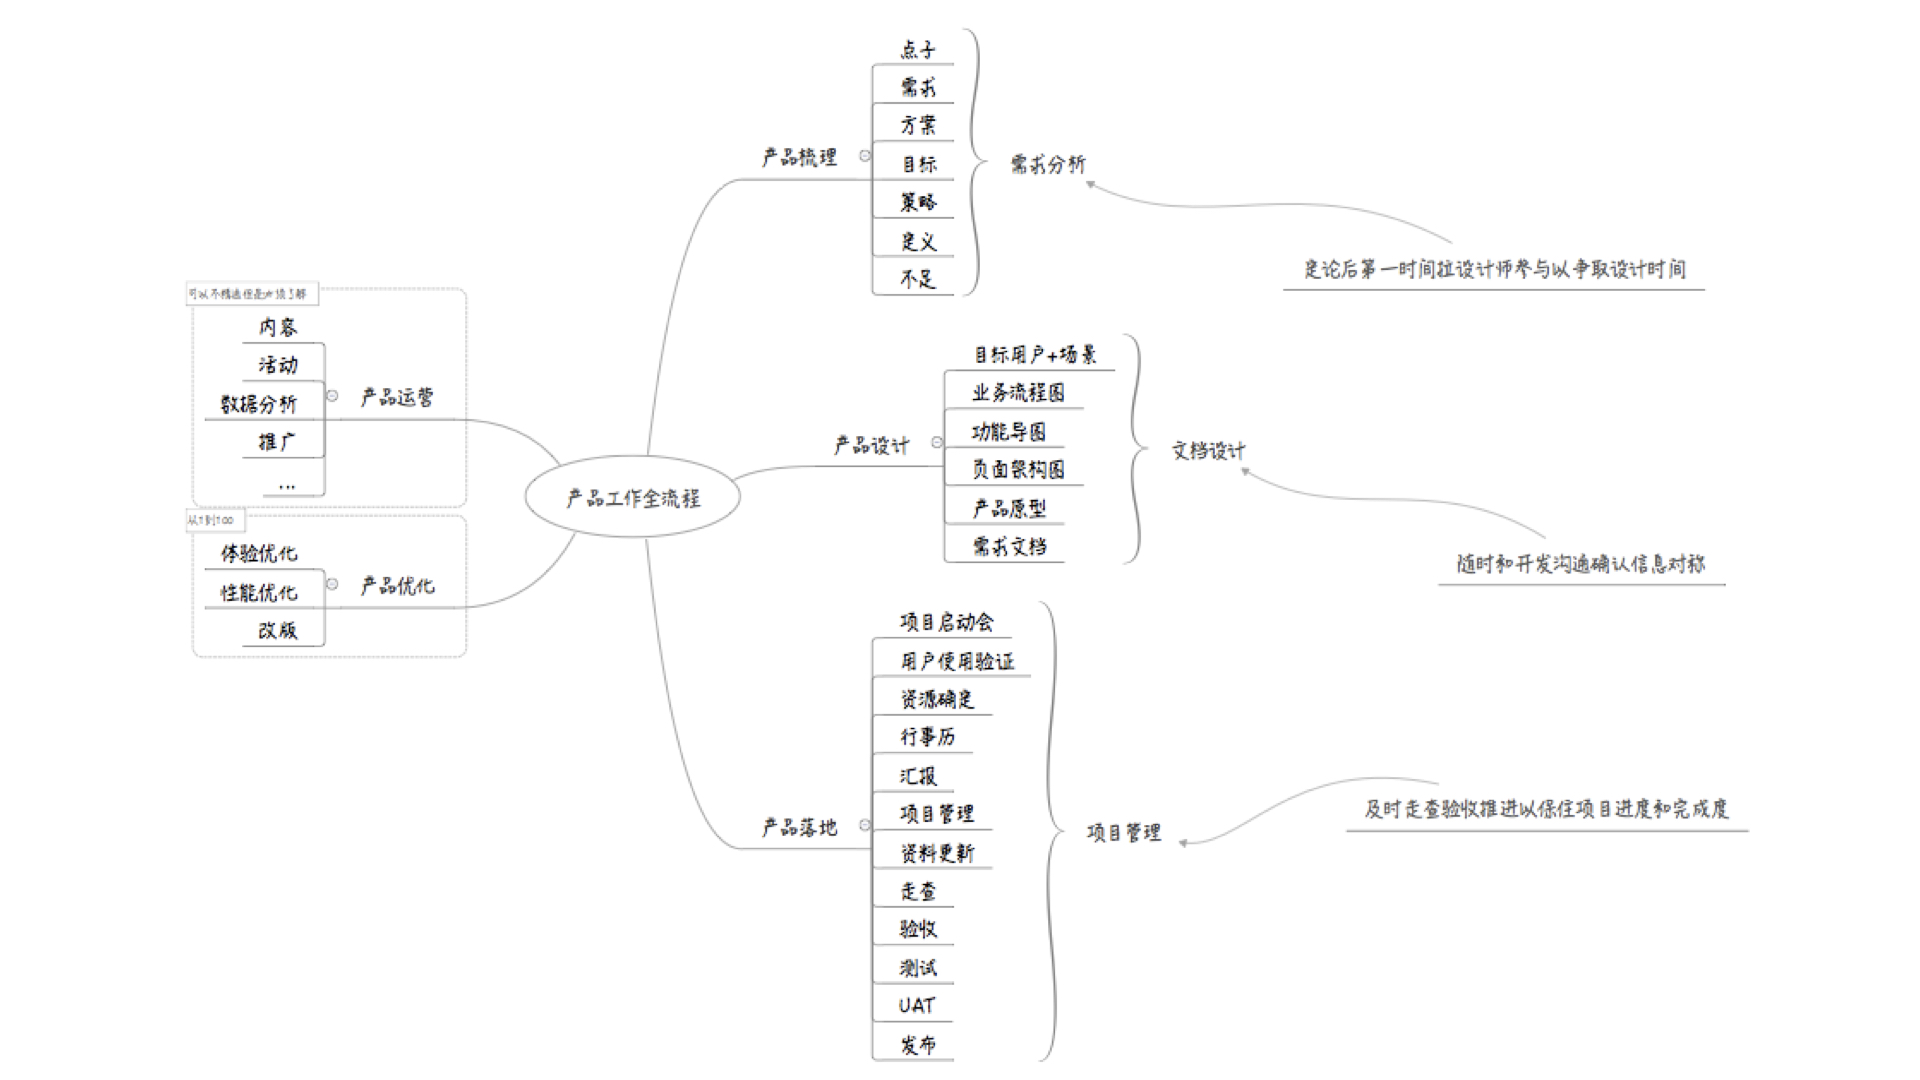 产品工作全流程
产品梳理
点子
需求
方案
目标
策略
定义
不足
需求分析
定论后第一时间拉设计师参与以争取设计时间
产品设计
目标用户+场景
业务流程图
功能导图
页面架构图
产品原型
需求文档
文档设计
随时和开发沟通确认信息对称
产品落地
项目启动会
用户使用验证
资源确定
行事历
汇报
项目管理
资料更新
走查
验收
测试
UAT
发布
项目管理
及时走查验收推进以保住项目进度和完成度
可以不精通但是必须了解
产品运营
内容
活动
数据分析
推广
...
从1到100
产品优化
体验优化
性能优化
改版